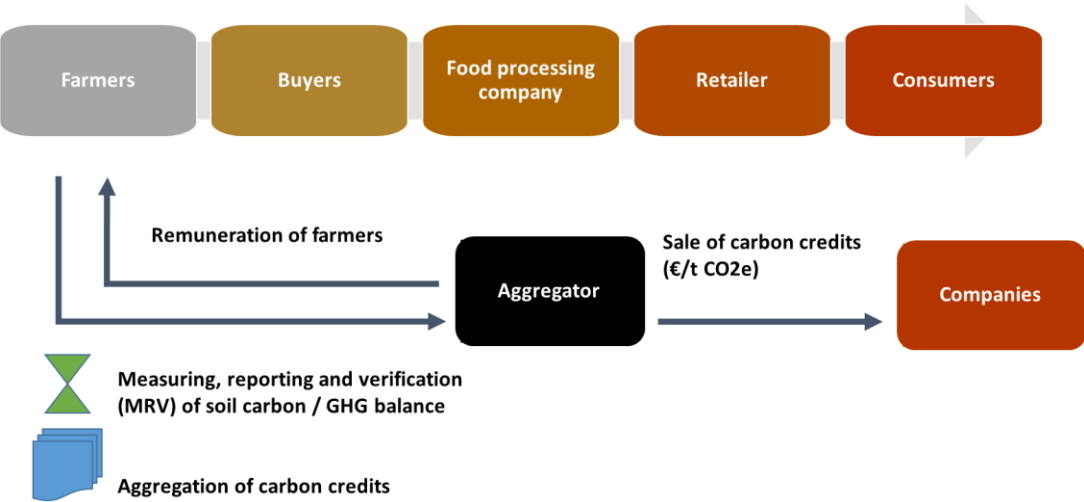 Farmers
Buyers
Food processing
company
Retailer
Consumers
Remuneration of farmers
Aggregator
Sale of carbon credits
(€/t CO2e)
Companies
Measuring, reporting and verification
(MRV) of soil carbon / GHG balance
Aggregation of carbon credits